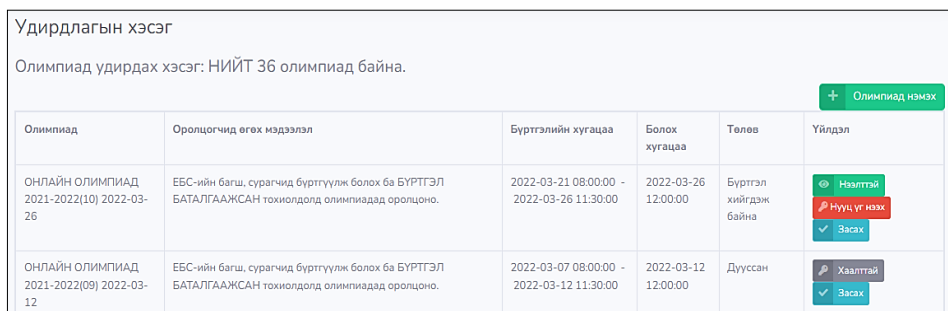 Удирдлагын хэсэг
Олимпиад удирдах хэсэг: НИЙТ 36 олимпиад байна.
+ Олимпиад нэмэх
Олимпиад
Оролцогчид өгөх мэдээлэл
Бүртгэлийн хугацаа
Болох
хугацаа
Төлөв
Үйлдэл
ОНЛАЙН ОЛИМПИАД
2021-2022(10) 2022-03-
26
ЕБС-ийн багш, сурагчид бүртгүүлж болох ба БҮРТГЭЛ
БАТАЛГААЖСАН тохиолдолд олимпиадад оролцоно.
2022-03-21 08:00:00 -
2022-03-26 11:30:00
2022-03-26
12:00:00
Бүртгэл
хийгдэж
байна
Нээлттэй
Нууц үг нээх
Засах
ОНЛАЙН ОЛИМПИАД
2021-2022(09) 2022-03-
12
ЕБС-ийн багш, сурагчид бүртгүүлж болох ба БҮРТГЭЛ
БАТАЛГААЖСАН тохиолдолд олимпиадад оролцоно.
2022-03-07 08:00:00 -
2022-03-12 11:30:00
2022-03-12
12:00:00
Дууссан
Хаалттай
Засах